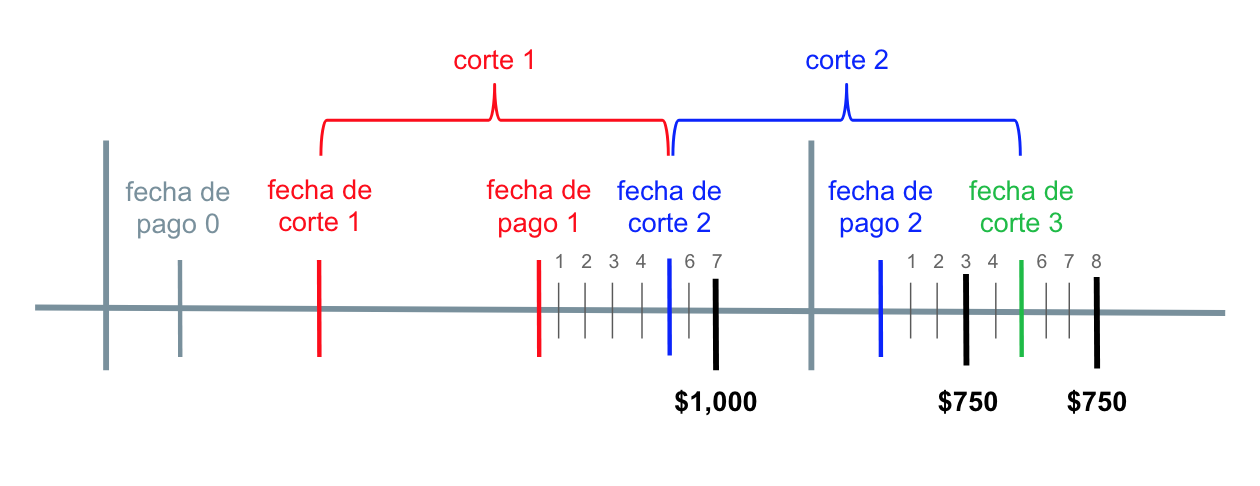 corte 1
corte 2
fecha de
pago 0
fecha de
corte 1
fecha de
pago 1
fecha de
corte 2
fecha de
pago 2
fecha de
corte 3
1 2 3 4 6 7
1 2 3 4 6 7 8
$1,000
$750
$750